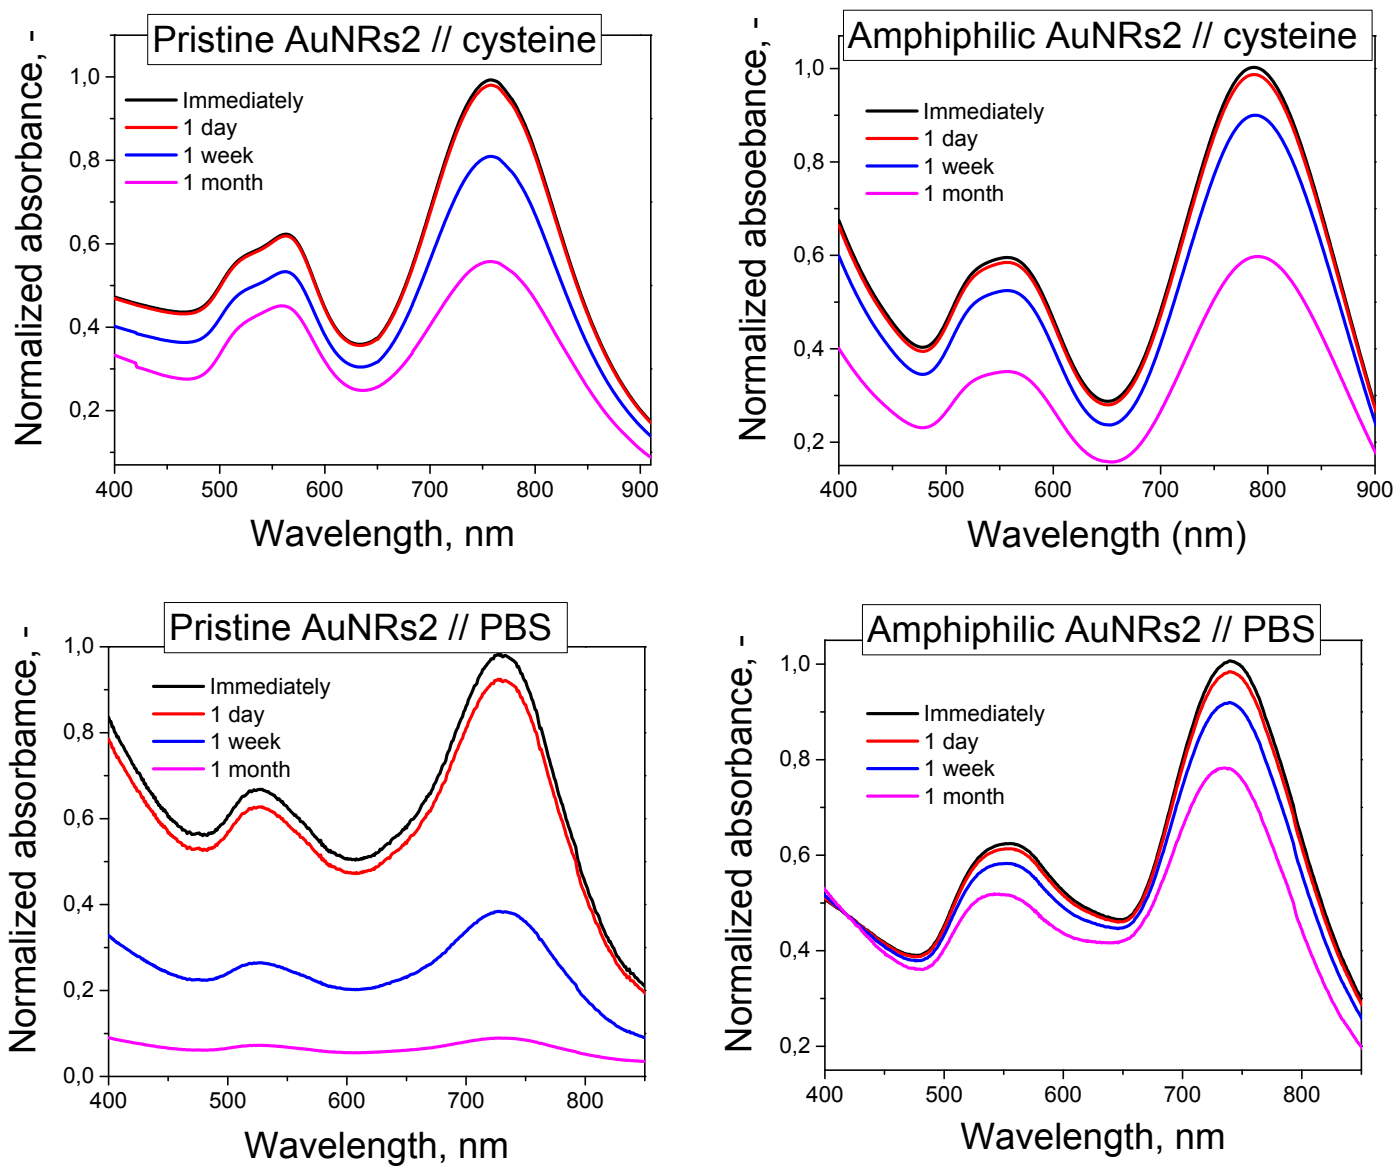 Pristine AuNRs2 // cysteine
Normalized absorbance, -
1,0
0,8
0,6
0,4
0,2
Immediately
1 day
1 week
1 month
400 500 600 700 800 900
Wavelength, nm
Amphiphilic AuNRs2 // cysteine
Normalized absoebance, -
1,0
0,8
0,6
0,4
0,2
Immediately
1 day
1 week
1 month
400 500 600 700 800 900
Wavelength (nm)
Pristine AuNRs2 // PBS
Normalized absorbamce, -
1,0
0,8
0,6
0,4
0,2
0,0
Immediately
1 day
1 week
1 month
400 500 600 700 800
Wavelength, nm
Amphiphilic AuNRs2 // PBS
Normalized absorbance, -
1,0
0,8
0,6
0,4
0,2
Immediately
1 day
1 week
1 month
400 500 600 700 800
Wavelength, nm